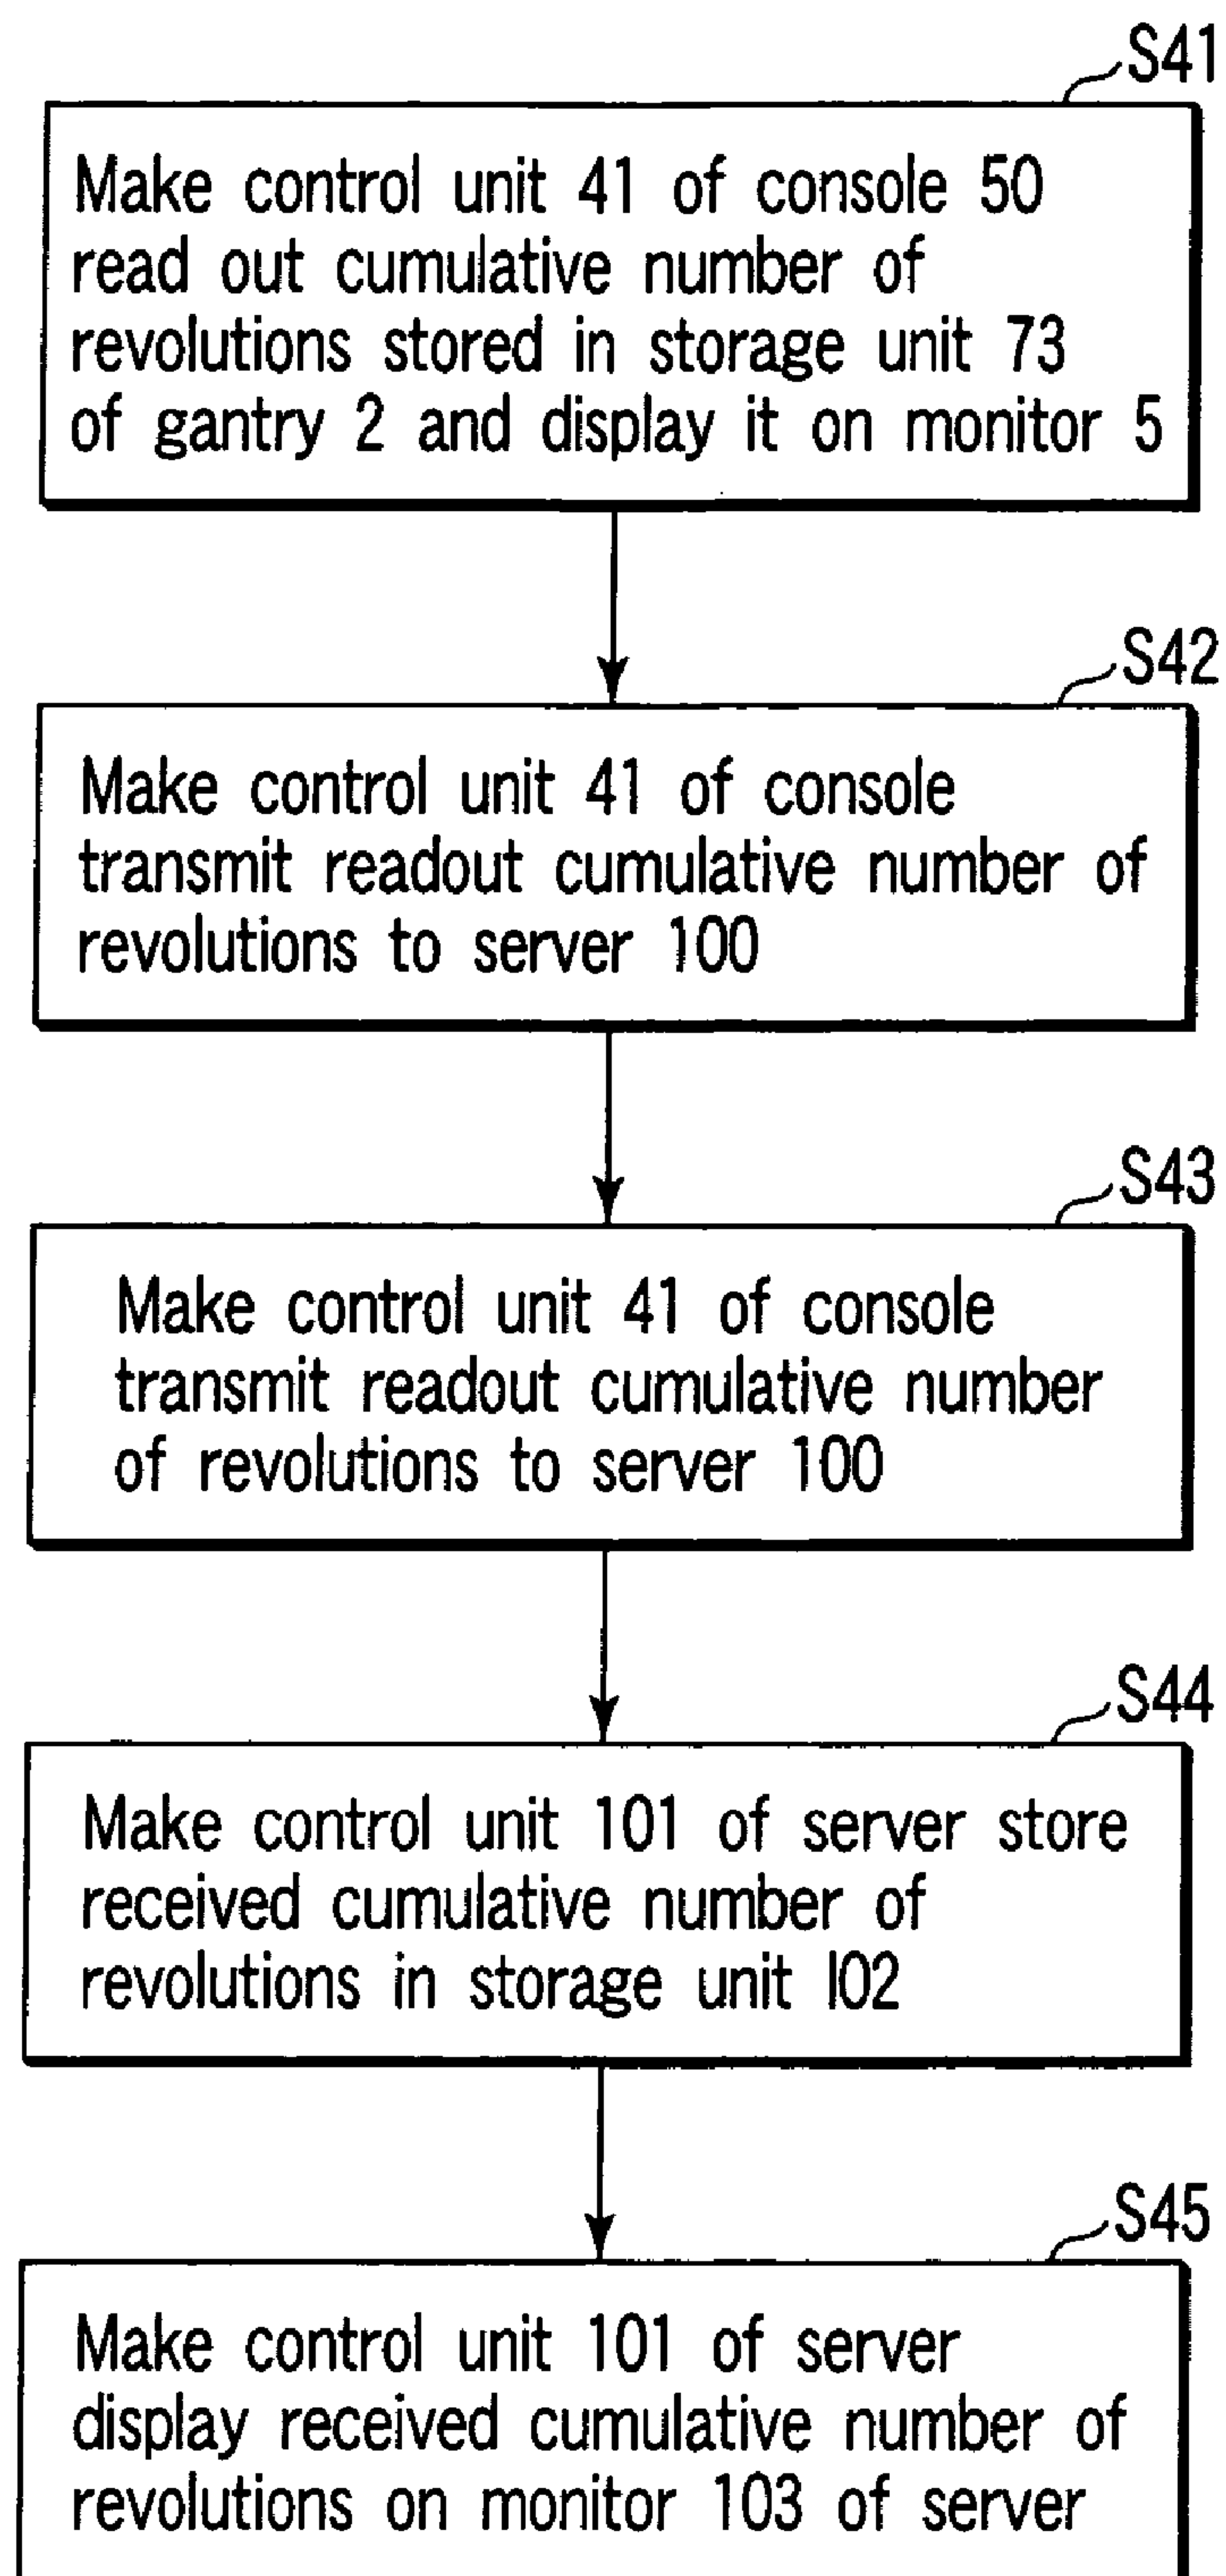 S41
Make control unit 41 of console 50
read out cumulative number of
revolutions stored in storage unit 73
of gantry 2 and display it on monitor 5
S42
Make control unit 41 of console
transmit readout cumulative number of
revolutions to server 100
S43
Make control unit 41 of console
transmit readout cumulative number
of revolutions to server 100
S44
Make control unit 101 of server store
received cumulative number of
revolutions in storage unit 102
S45
Make control unit 101 of server
display received cumulative number of
revolutions on monitor 103 of server